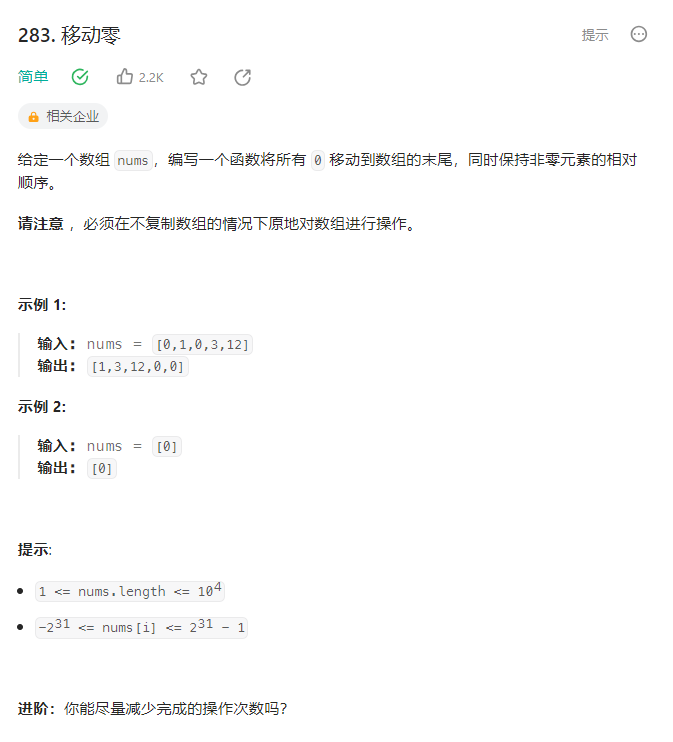 283. 移动零
提示
简单
2.2K
相关企业
给定一个数组 nums，编写一个函数将所有 0 移动到数组的末尾，同时保持非零元素的相对
顺序。
请注意 ，必须在不复制数组的情况下原地对数组进行操作。
示例 1:
输入: nums = [0,1,0,3,12]
输出: [1,3,12,0,0]
示例 2:
输入: nums = [0]
输出: [0]
提示:
1 <= nums.length <= 10⁴
-2³¹ <= nums[i] <= 2³¹ - 1
进阶：你能尽量减少完成的操作次数吗？